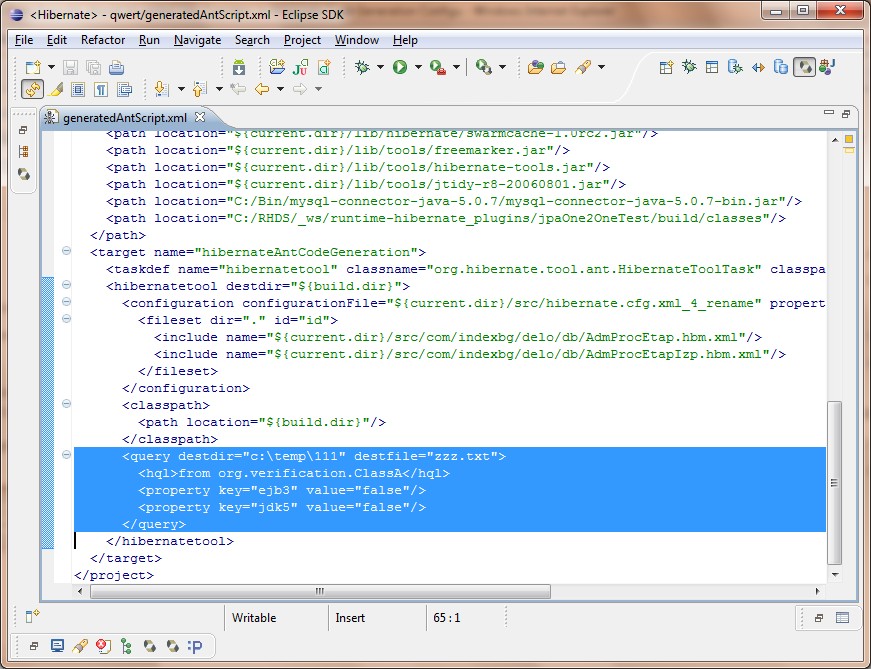 <Hibernate> - qwert/generatedAntScript.xml - Eclipse SDK
File Edit Refactor Run Navigate Search Project Window Help
generatedAntScript.xml
<path location="${current.dir}/lib/hibernate/swarmcache-1.0rc2.jar"/>
<path location="${current.dir}/lib/tools/freemarker.jar"/>
<path location="${current.dir}/lib/tools/hibernate-tools.jar"/>
<path location="${current.dir}/lib/tools/jtidy-r8-20060801.jar"/>
<path location="C:/Bin/mysql-connector-java-5.0.7/mysql-connector-java-5.0.7-bin.jar"/>
<path location="C:/RHDS/_ws/runtime-hibernate_plugins/jpaOne2OneTest/build/classes"/>
</path>
<target name="hibernateAntCodeGeneration">
<taskdef name="hibernatetool" classname="org.hibernate.tool.ant.HibernateToolTask" classpa
<hibernatetool destdir="${build.dir}">
<configuration configurationFile="${current.dir}/src/hibernate.cfg.xml_4_rename" propert
<fileset dir="." id="id">
<include name="${current.dir}/src/com/indexbg/delo/db/AdmProcEtap.hbm.xml"/>
<include name="${current.dir}/src/com/indexbg/delo/db/AdmProcEtapIzp.hbm.xml"/>
</fileset>
</configuration>
<classpath>
<path location="${build.dir}"/>
</classpath>
<query destdir="c:\temp\111" destfile="zzz.txt">
<hql>from org.verification.ClassA</hql>
<property key="ejb3" value="false"/>
<property key="jdk5" value="false"/>
</query>
</hibernatetool>
</target>
</project>
Writable Insert 65 : 1